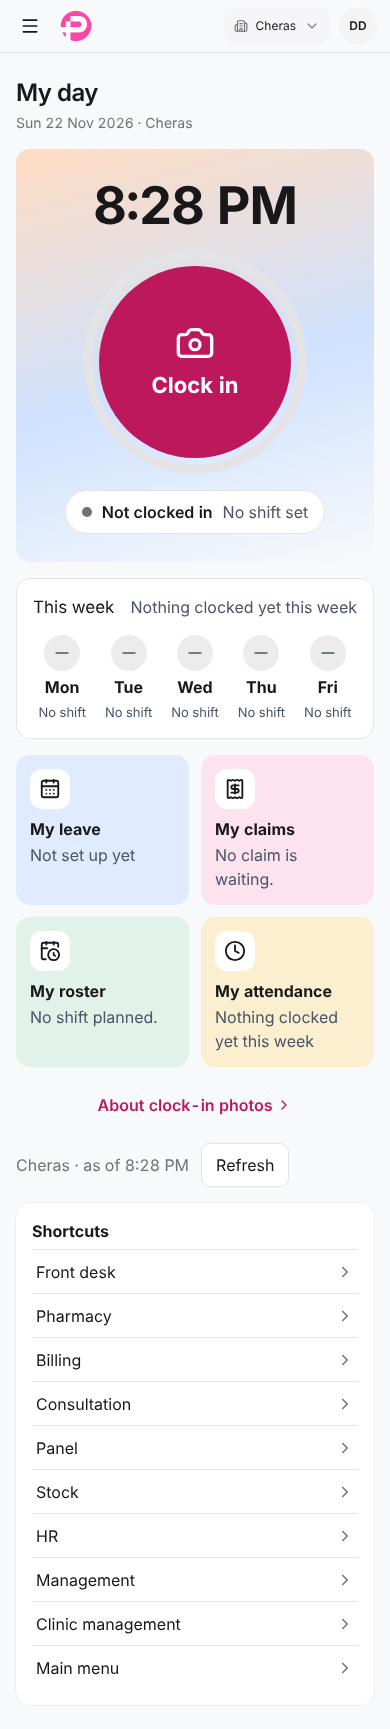 Cheras
DD
My day
Sun 22 Nov 2026 · Cheras
8:28 PM
Clock in
Not clocked in No shift set
This week Nothing clocked yet this week
Mon Tue Wed Thu Fri
No shift No shift No shift No shift No shift
My leave
Not set up yet
My claims
No claim is
waiting.
My roster
No shift planned.
My attendance
Nothing clocked
yet this week
About clock-in photos
Cheras · as of 8:28 PM Refresh
Shortcuts
Front desk
Pharmacy
Billing
Consultation
Panel
Stock
HR
Management
Clinic management
Main menu